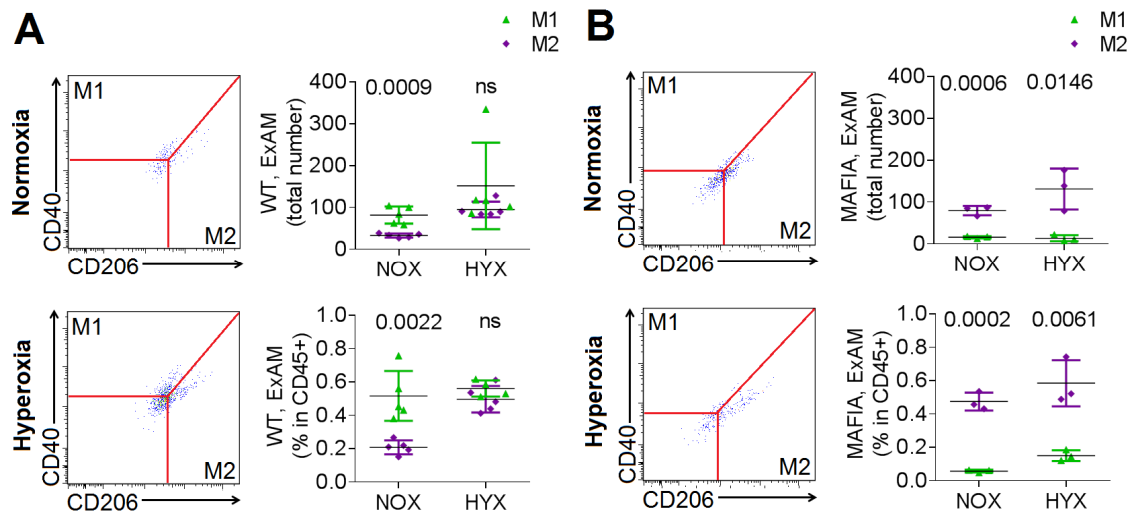 A
M1
M2
Normoxia
M1
M2
CD40
CD206
WT, ExAM
(total number)
400
300
200
100
0
0.0009
ns
NOX
HYX
Hyperoxia
M1
M2
CD40
CD206
WT, ExAM
(% in CD45+)
1.0
0.8
0.6
0.4
0.2
0.0
0.0022
ns
NOX
HYX
B
M1
M2
Normoxia
M1
M2
CD40
CD206
MAFIA, ExAM
(total number)
400
300
200
100
0
0.0006
0.0146
NOX
HYX
Hyperoxia
M1
M2
CD40
CD206
MAFIA, ExAM
(% in CD45+)
1.0
0.8
0.6
0.4
0.2
0.0
0.0002
0.0061
NOX
HYX